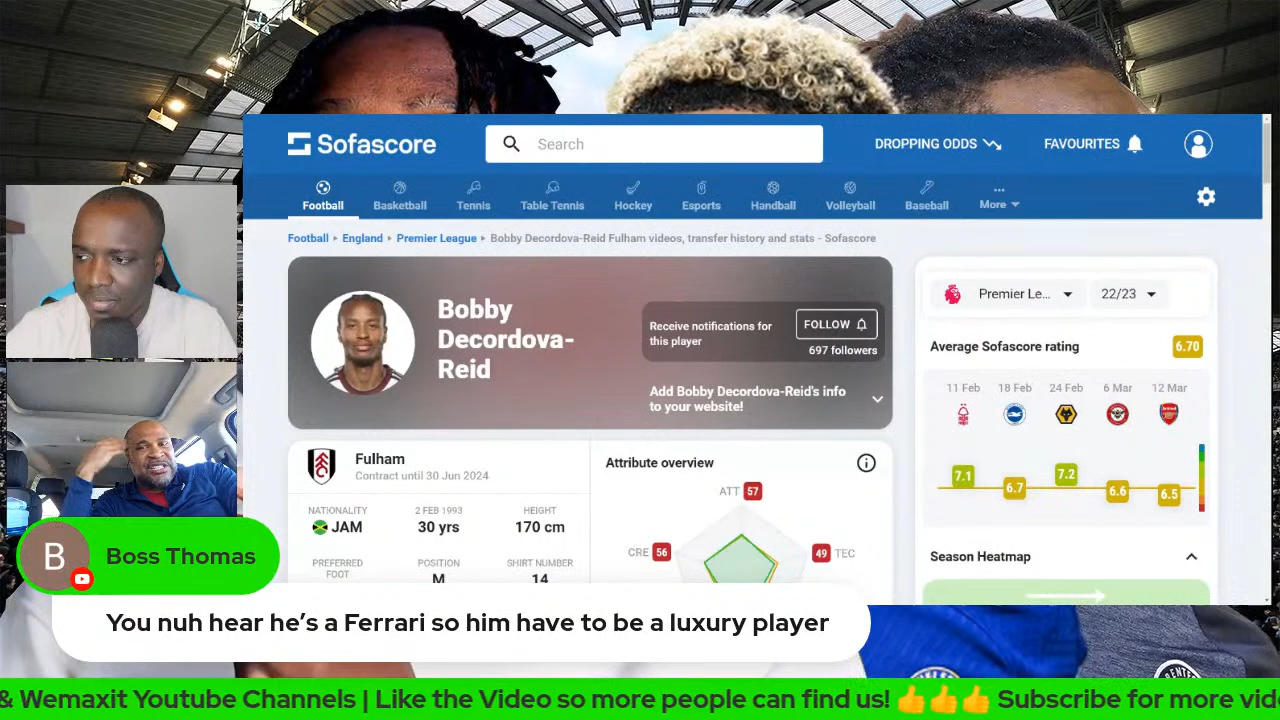 Sofascore
Search
DROPPING ODDS
FAVOURITES
Football
Basketball
Tennis
Table Tennis
Hockey
Esports
Handball
Volleyball
Baseball
More
Football
England
Premier League
Bobby Decordova-Reid Fulham videos, transfer history and stats - Sofascore
Bobby
Decordova-
Reid
Receive notifications for
this player
FOLLOW
697 followers
Add Bobby Decordova-Reid's info
to your website!
Premier Le...
22/23
Average Sofascore rating
6.70
11 Feb
18 Feb
24 Feb
6 Mar
12 Mar
7.1
6.7
7.2
6.6
6.5
Season Heatmap
Fulham
Contract until 30 Jun 2024
NATIONALITY
2 FEB 1993
HEIGHT
JAM
30 yrs
170 cm
PREFERRED
FOOT
POSITION
SHIRT NUMBER
M
14
Attribute overview
ATT 57
CRE 56
49 TEC
B
Boss Thomas
You nuh hear he's a Ferrari so him have to be a luxury player
& Wemaxit Youtube Channels | Like the Video so more people can find us! 👍👍👍 Subscribe for more vide